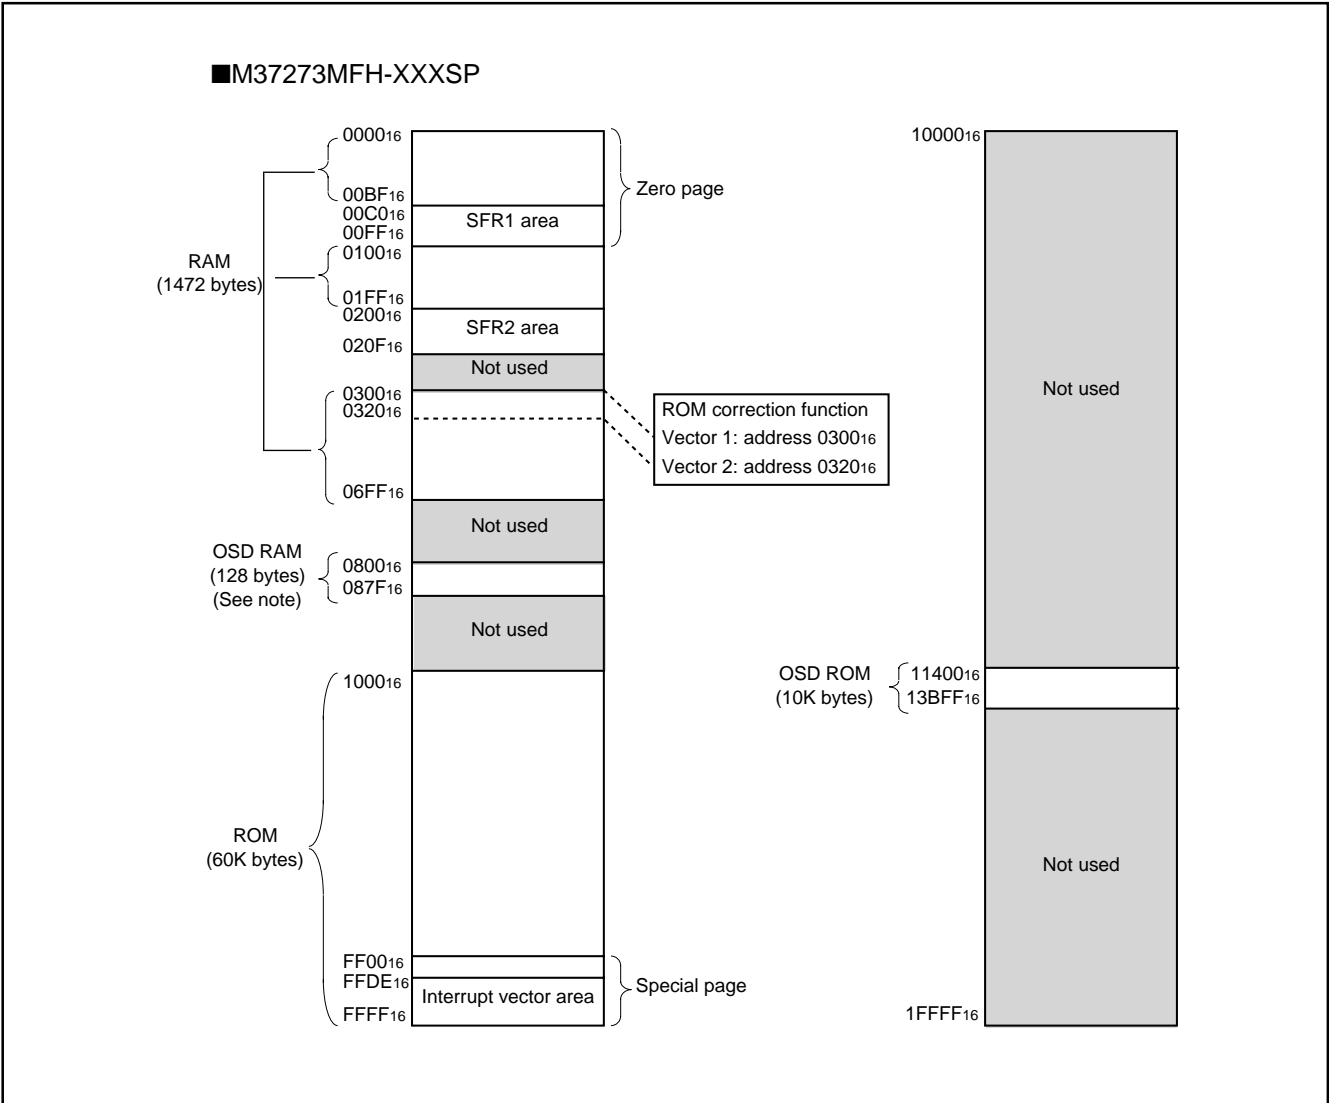 ■M37273MFH-XXXSP
0000₁₆
00BF₁₆
00C0₁₆
00FF₁₆
0100₁₆
01FF₁₆
0200₁₆
020F₁₆
0300₁₆
0320₁₆
06FF₁₆
0800₁₆
087F₁₆
1000₁₆
FF00₁₆
FFDE₁₆
FFFF₁₆
RAM
(1472 bytes)
OSD RAM
(128 bytes)
(See note)
ROM
(60K bytes)
SFR1 area
SFR2 area
Not used
Not used
Not used
Interrupt vector area
Zero page
ROM correction function
Vector 1: address 0300₁₆
Vector 2: address 0320₁₆
Special page
10000₁₆
Not used
OSD ROM
(10K bytes)
11400₁₆
13BFF₁₆
Not used
1FFFF₁₆